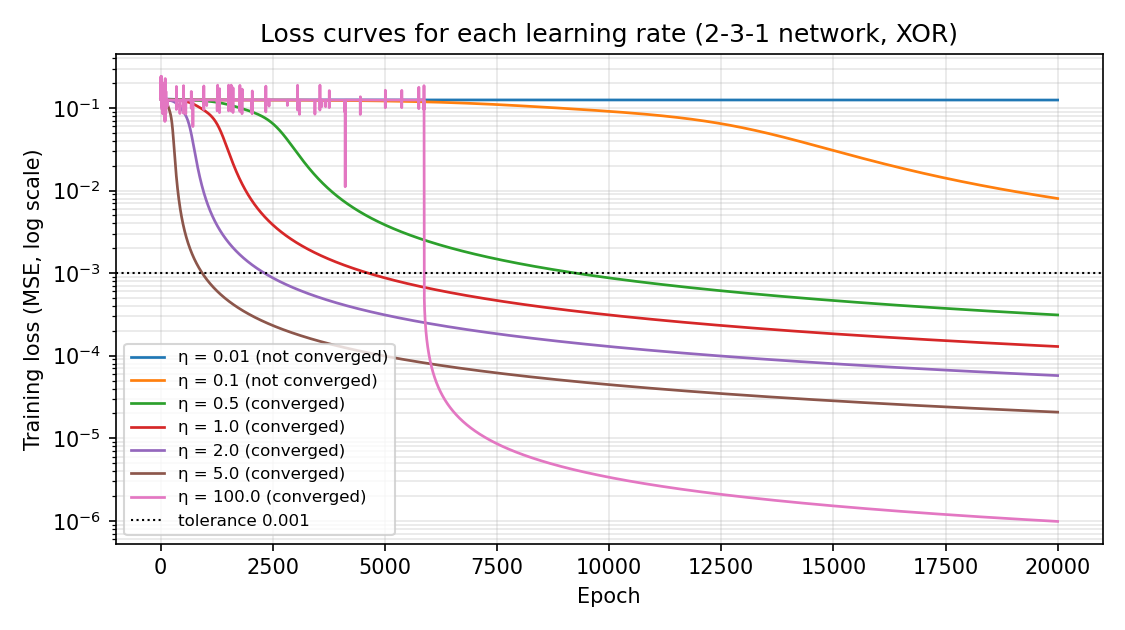 Loss curves for each learning rate (2-3-1 network, XOR)
Training loss (MSE, log scale)
10⁻¹
10⁻²
10⁻³
10⁻⁴
10⁻⁵
10⁻⁶
η = 0.01 (not converged)
η = 0.1 (not converged)
η = 0.5 (converged)
η = 1.0 (converged)
η = 2.0 (converged)
η = 5.0 (converged)
η = 100.0 (converged)
tolerance 0.001
0 2500 5000 7500 10000 12500 15000 17500 20000
Epoch